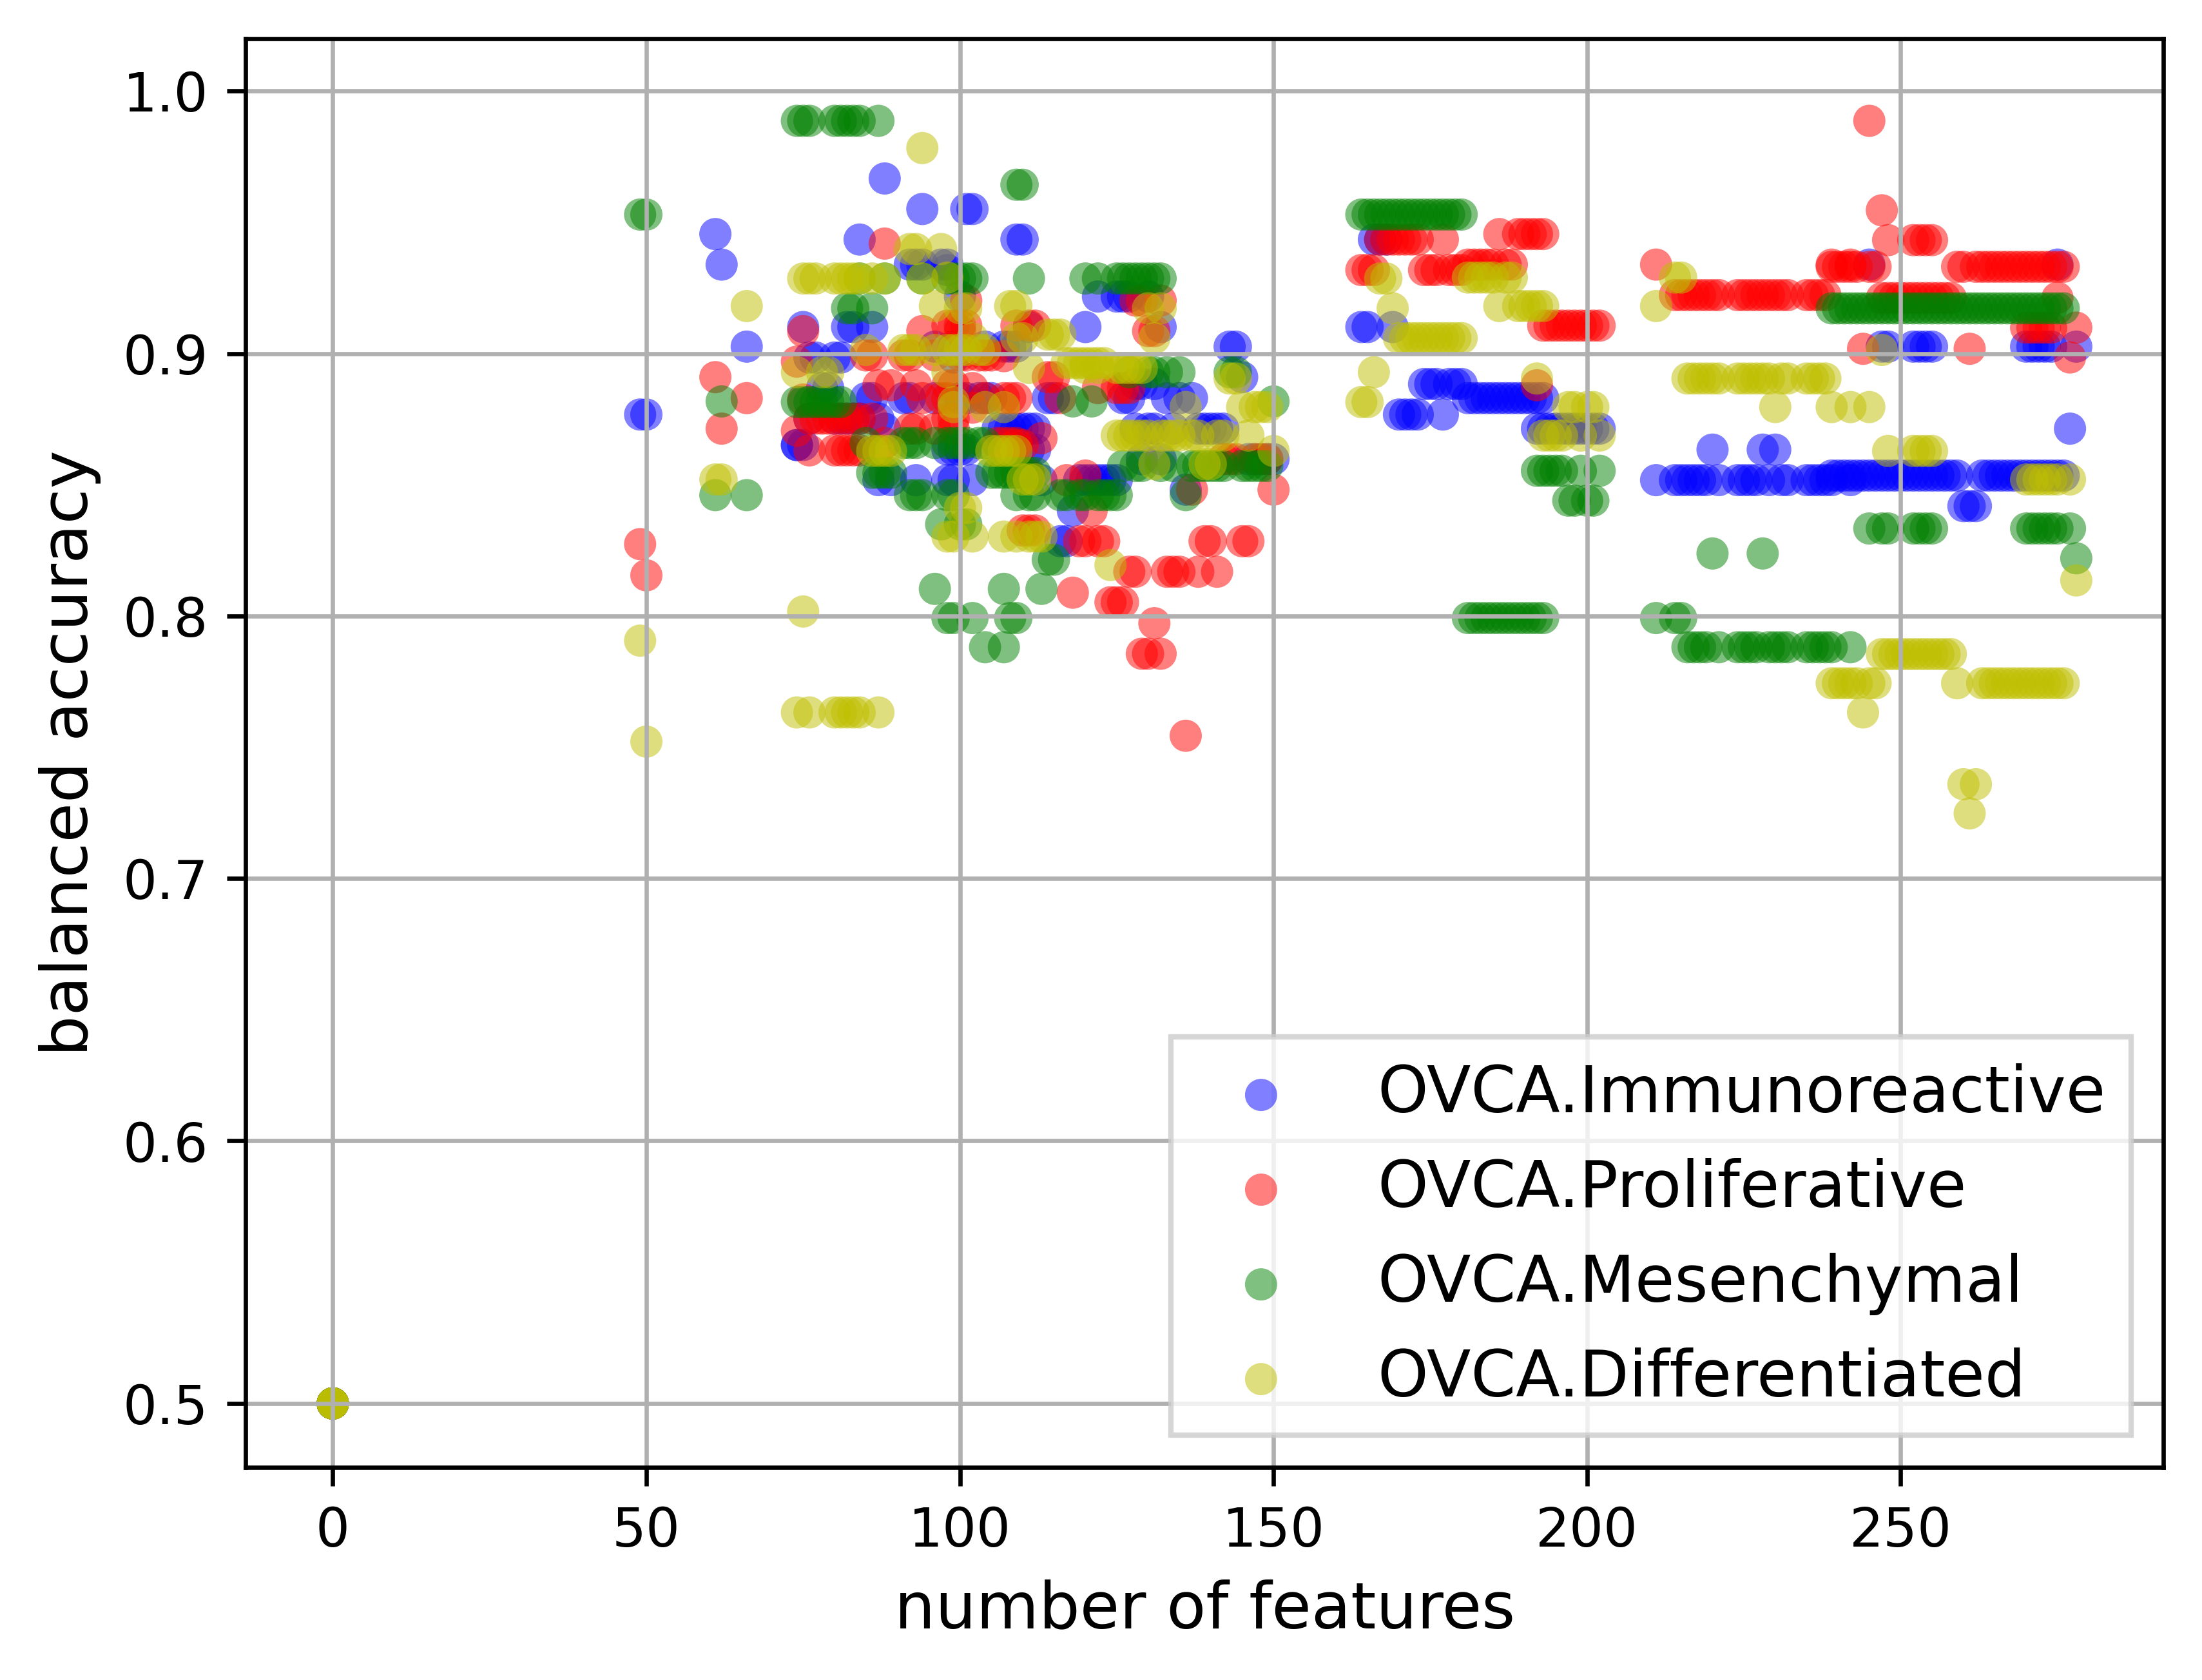 1.0
0.9
0.8
0.7
0.6
0.5
balanced accuracy
OVCA.Immunoreactive
OVCA.Proliferative
OVCA.Mesenchymal
OVCA.Differentiated
0 50 100 150 200 250
number of features